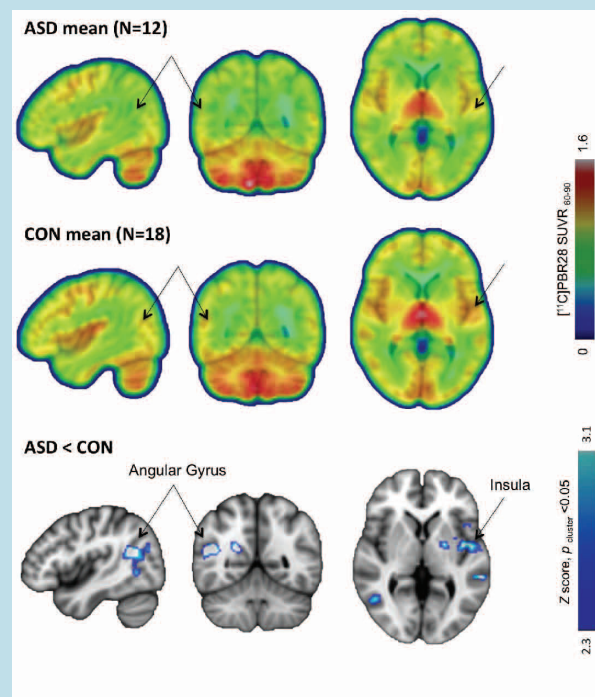 ASD mean (N=12)
CON mean (N=18)
ASD < CON
Angular Gyrus
Insula
1.6
[¹¹C]PBR28 SUVR 60-90
0
3.1
Z score, p cluster <0.05
2.3